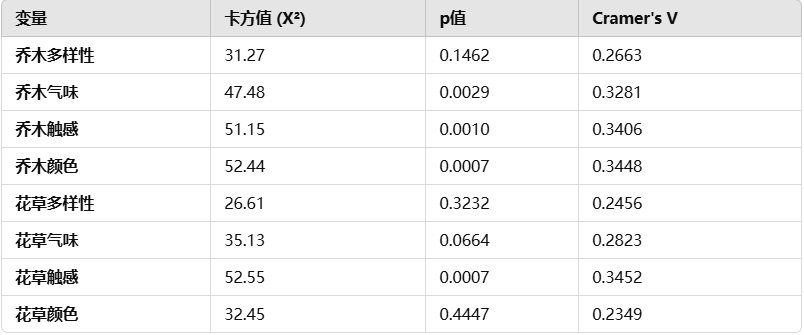 变量 卡方值 (X²) p值 Cramer's V
乔木多样性 31.27 0.1462 0.2663
乔木气味 47.48 0.0029 0.3281
乔木触感 51.15 0.0010 0.3406
乔木颜色 52.44 0.0007 0.3448
花草多样性 26.61 0.3232 0.2456
花草气味 35.13 0.0664 0.2823
花草触感 52.55 0.0007 0.3452
花草颜色 32.45 0.4447 0.2349